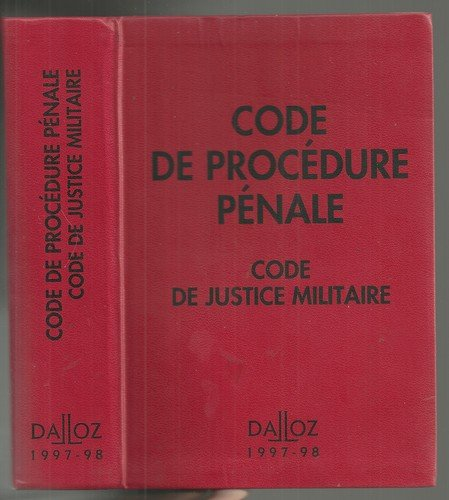 CODE DE PROCÉDURE PÉNALE
CODE DE JUSTICE MILITAIRE
DALLOZ
1997-98
CODE
DE PROCÉDURE
PÉNALE
CODE
DE JUSTICE MILITAIRE
DALLOZ
1997-98